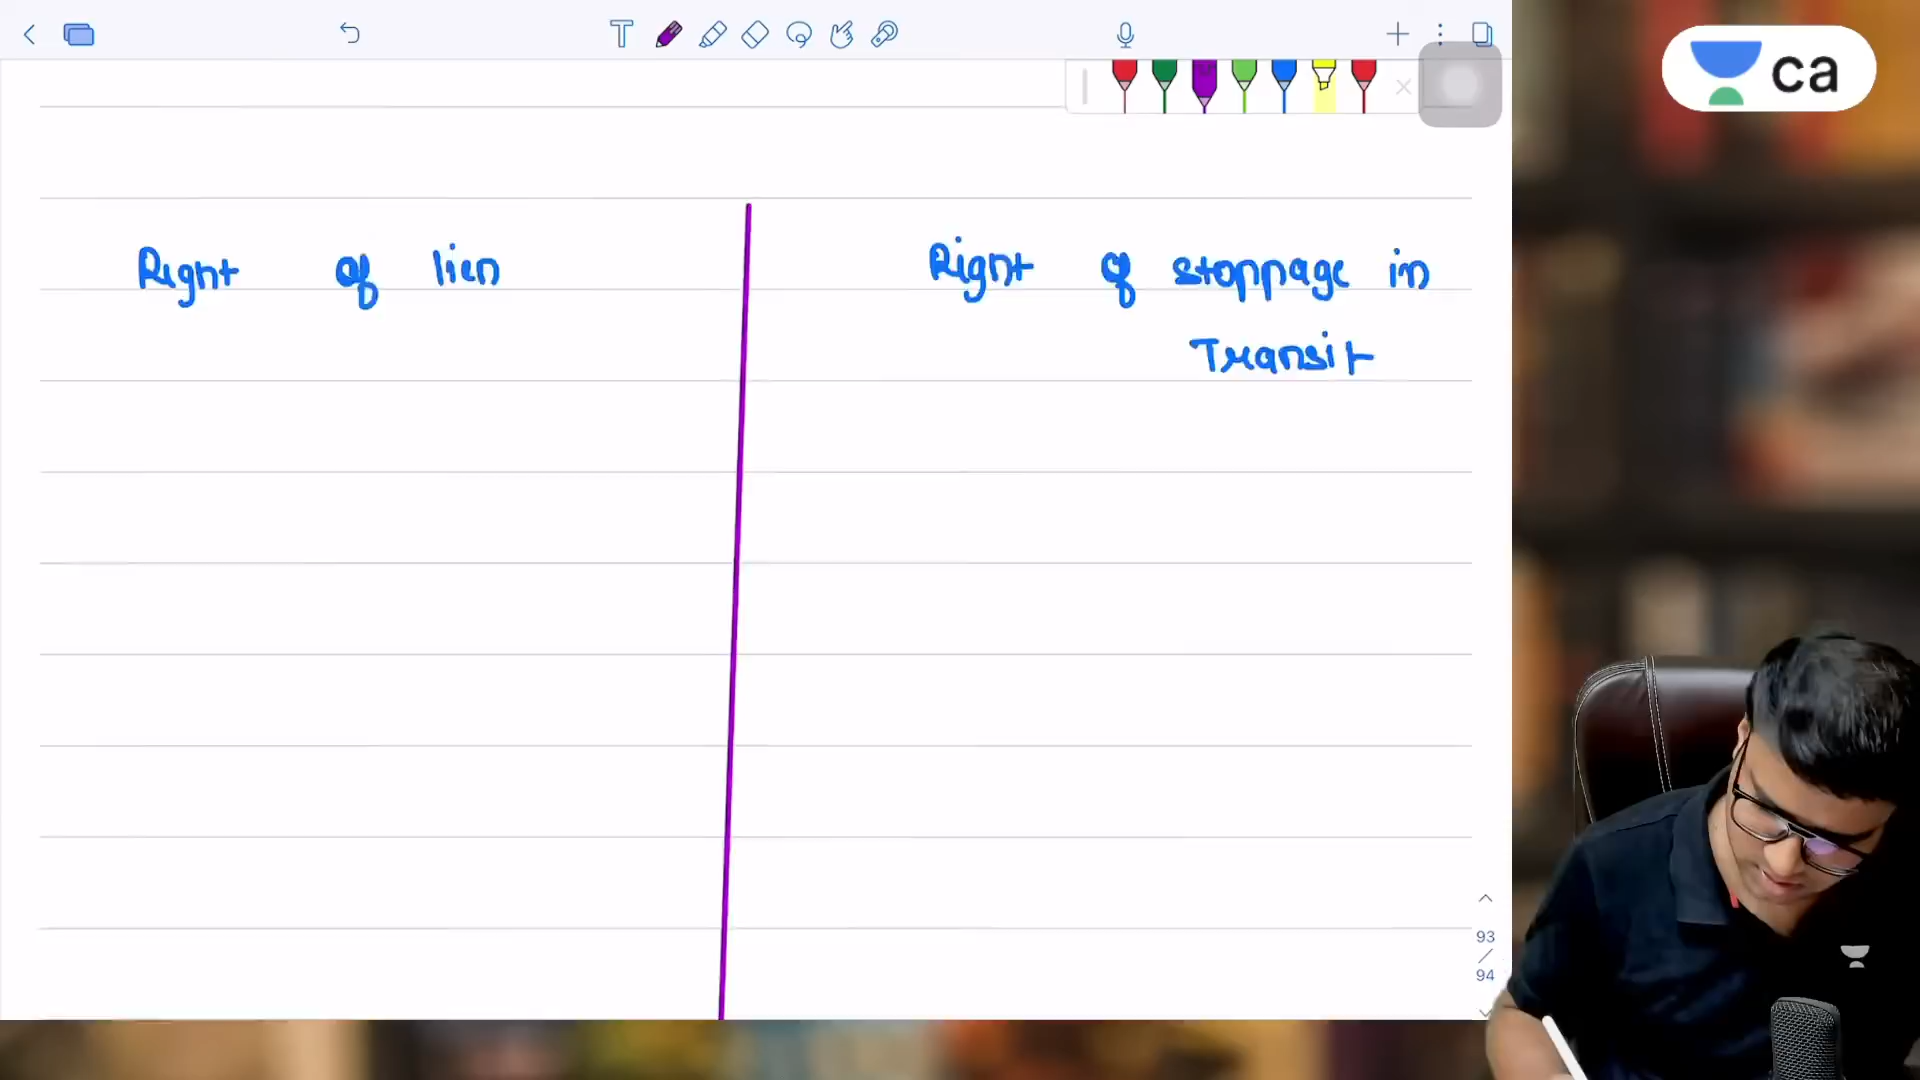 ca
Right of lien
Right of stoppage in
Transit
93
94